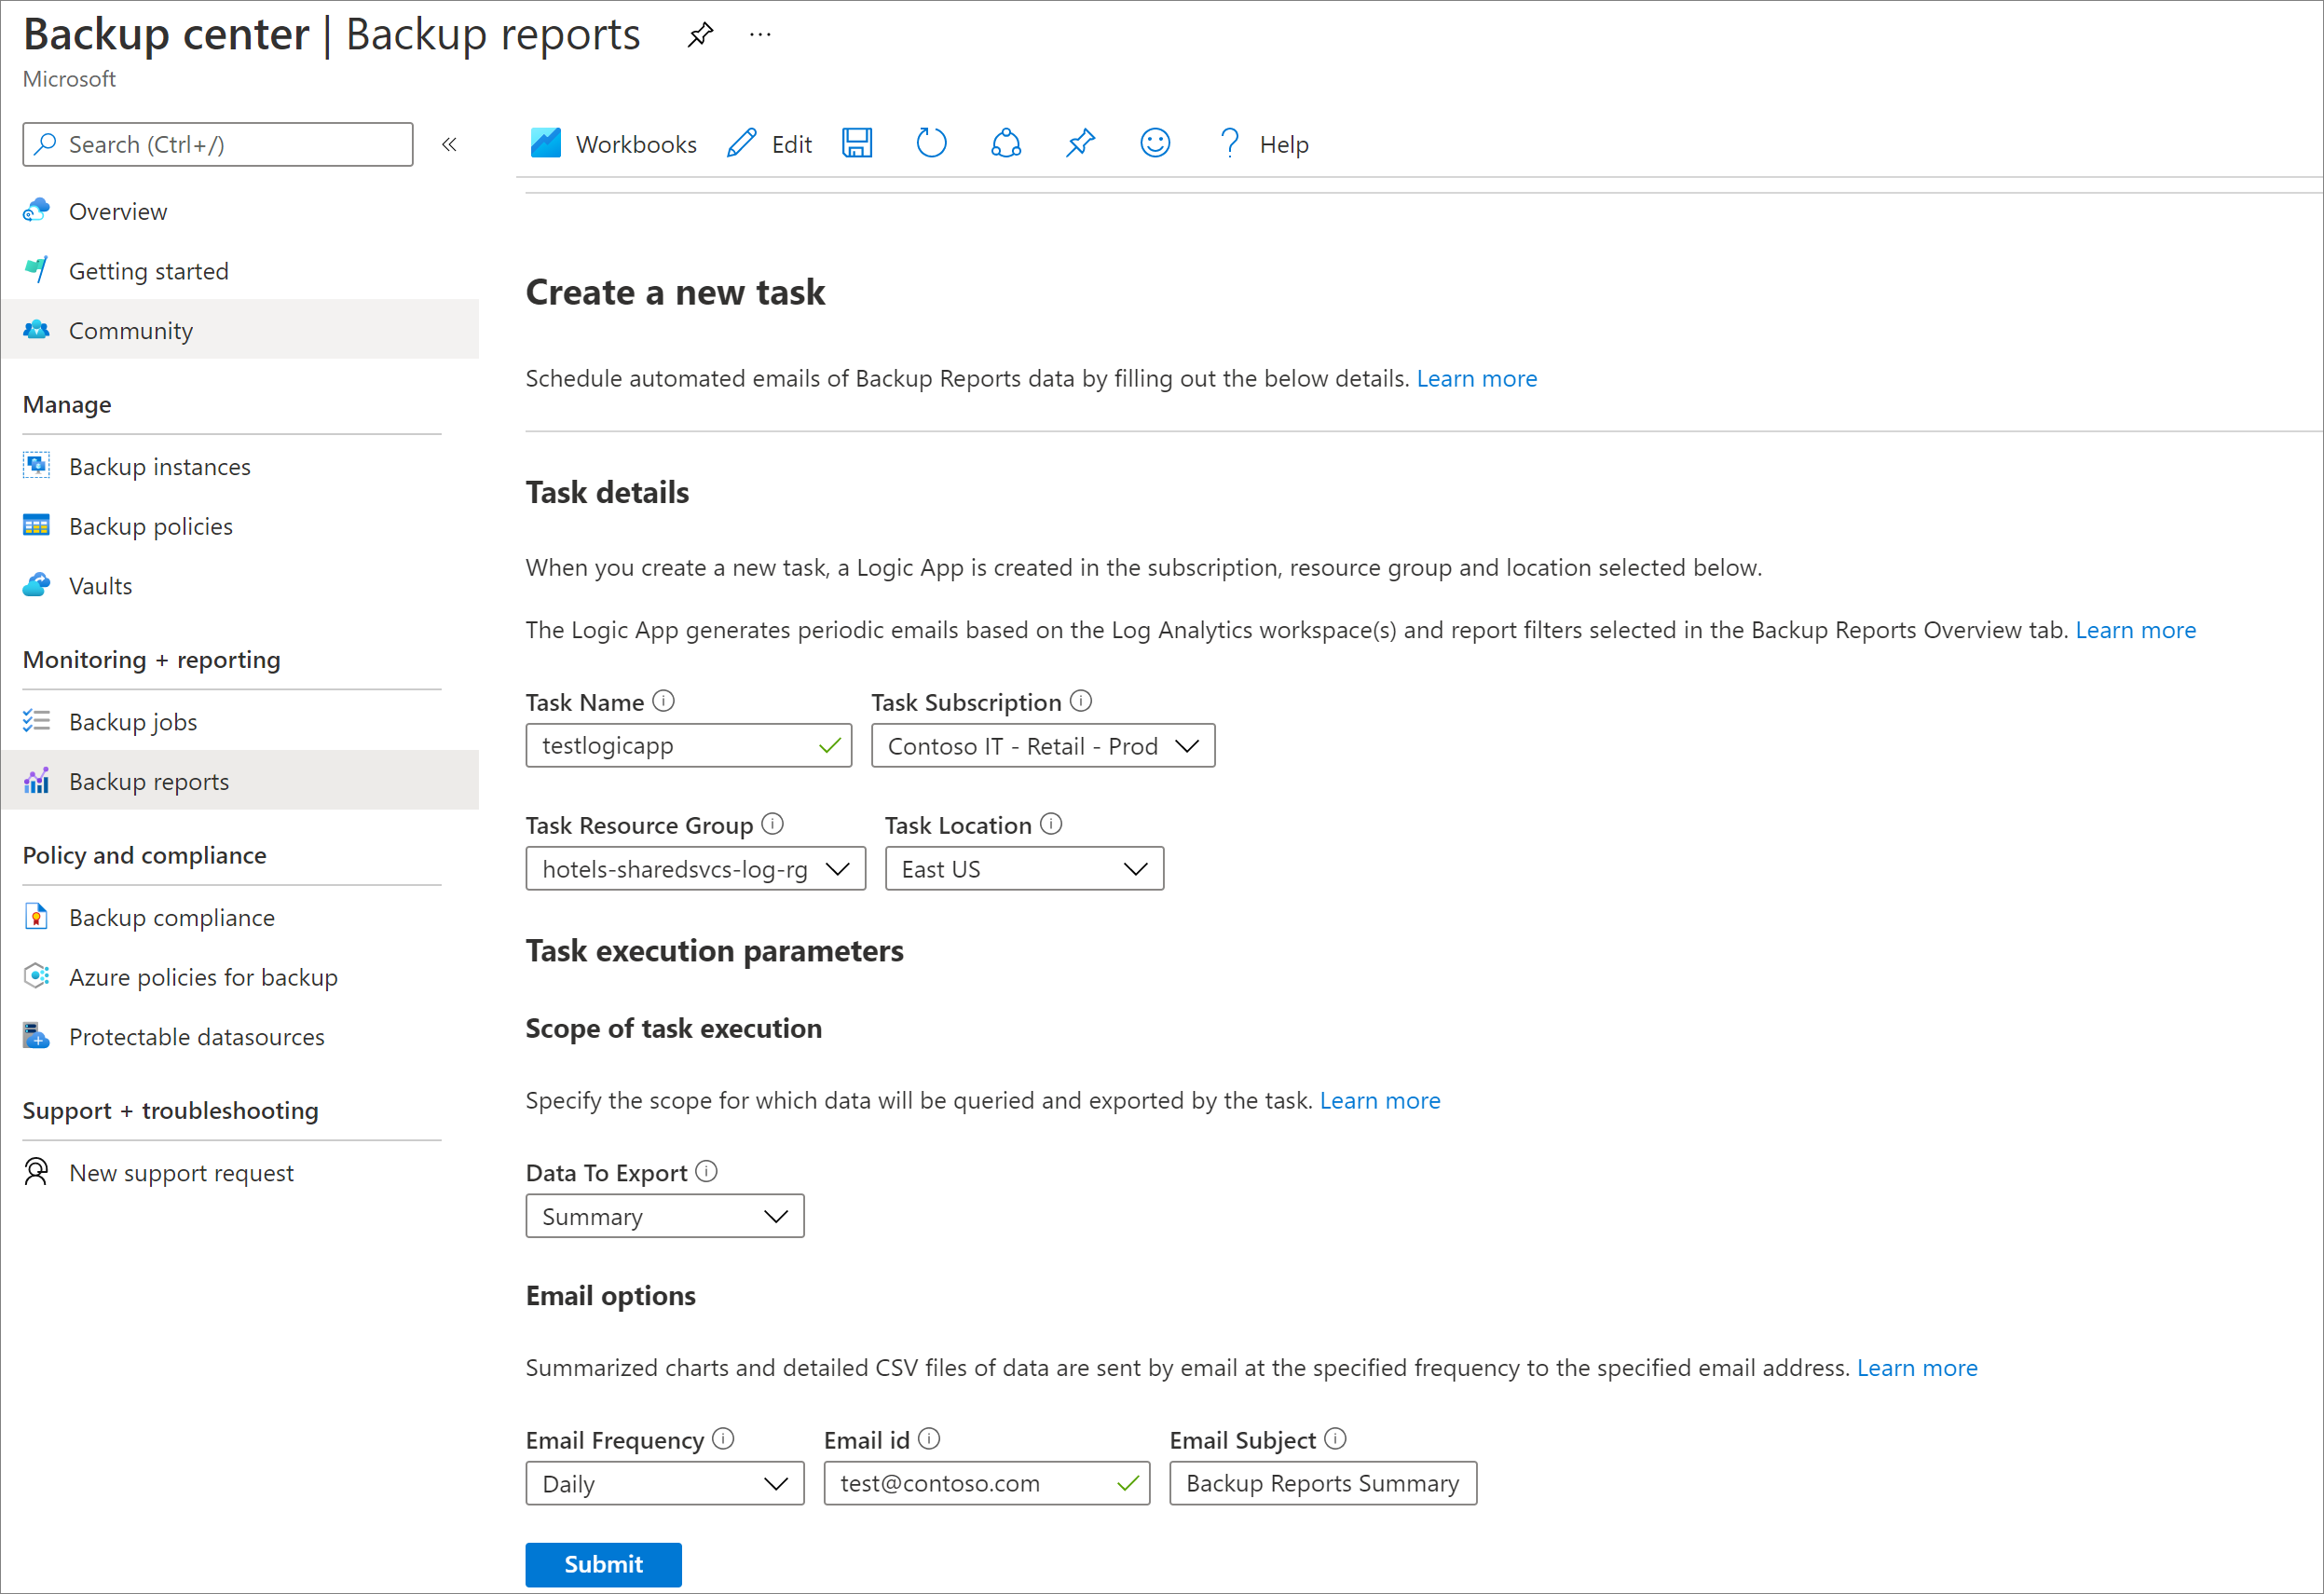 Backup center | Backup reports
Microsoft
Search (Ctrl+/)
Overview
Getting started
Community
Manage
Backup instances
Backup policies
Vaults
Monitoring + reporting
Backup jobs
Backup reports
Policy and compliance
Backup compliance
Azure policies for backup
Protectable datasources
Support + troubleshooting
New support request
Workbooks Edit Help
Create a new task
Schedule automated emails of Backup Reports data by filling out the below details. Learn more
Task details
When you create a new task, a Logic App is created in the subscription, resource group and location selected below.
The Logic App generates periodic emails based on the Log Analytics workspace(s) and report filters selected in the Backup Reports Overview tab. Learn more
Task Name Task Subscription
testlogicapp Contoso IT - Retail - Prod
Task Resource Group Task Location
hotels-sharedsvcs-log-rg East US
Task execution parameters
Scope of task execution
Specify the scope for which data will be queried and exported by the task. Learn more
Data To Export
Summary
Email options
Summarized charts and detailed CSV files of data are sent by email at the specified frequency to the specified email address. Learn more
Email Frequency Email id Email Subject
Daily test@contoso.com Backup Reports Summary
Submit